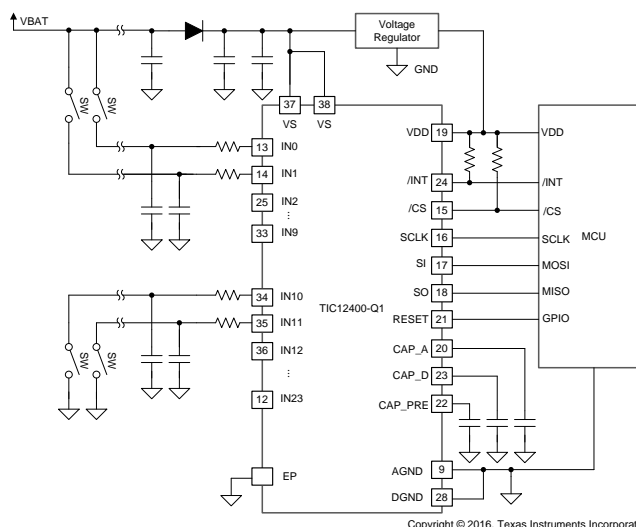 VBAT
Voltage
Regulator
GND
SW
SW
37
38
VS
VS
VDD
19
VDD
13
IN0
14
IN1
24
/INT
/INT
25
IN2
/CS
15
/CS
33
IN9
SCLK
16
SCLK
MCU
SI
17
MOSI
34
IN10
TIC12400-Q1
SO
18
MISO
35
IN11
RESET
21
GPIO
36
IN12
CAP_A
20
SW
SW
CAP_D
23
12
IN23
CAP_PRE
22
EP
AGND
9
DGND
28
Copyright © 2016, Texas Instruments Incorporat